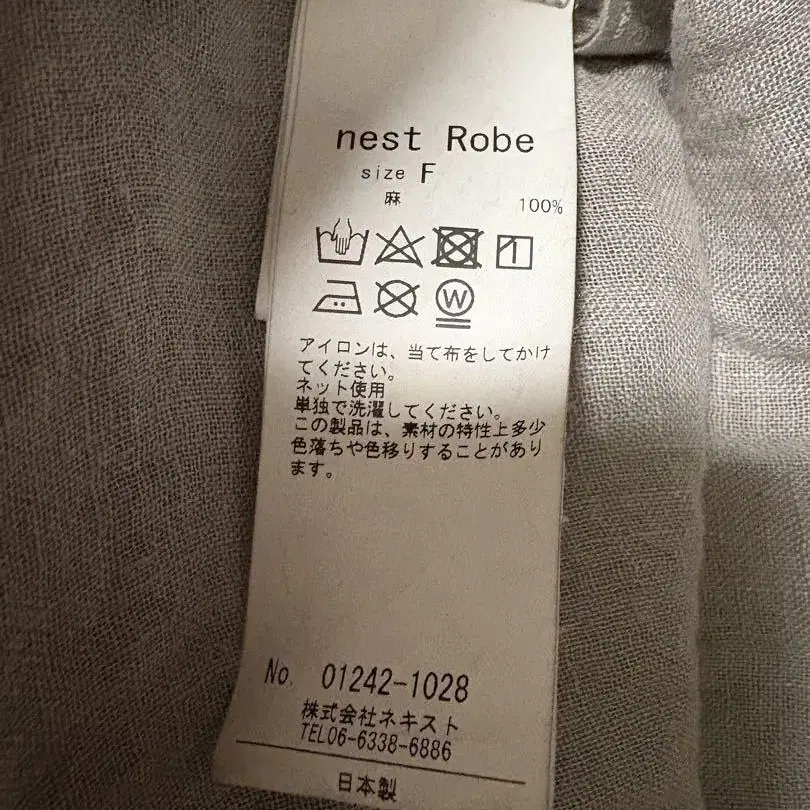 nest Robe
size F
麻 100%
アイロンは、当て布をしてかけ
てください。
ネット使用
単独で洗濯してください。
この製品は、素材の特性上多少
色落ちや色移りすることがあり
ます。
No. 01242-1028
株式会社ネキスト
TEL06-6338-6886
日本製